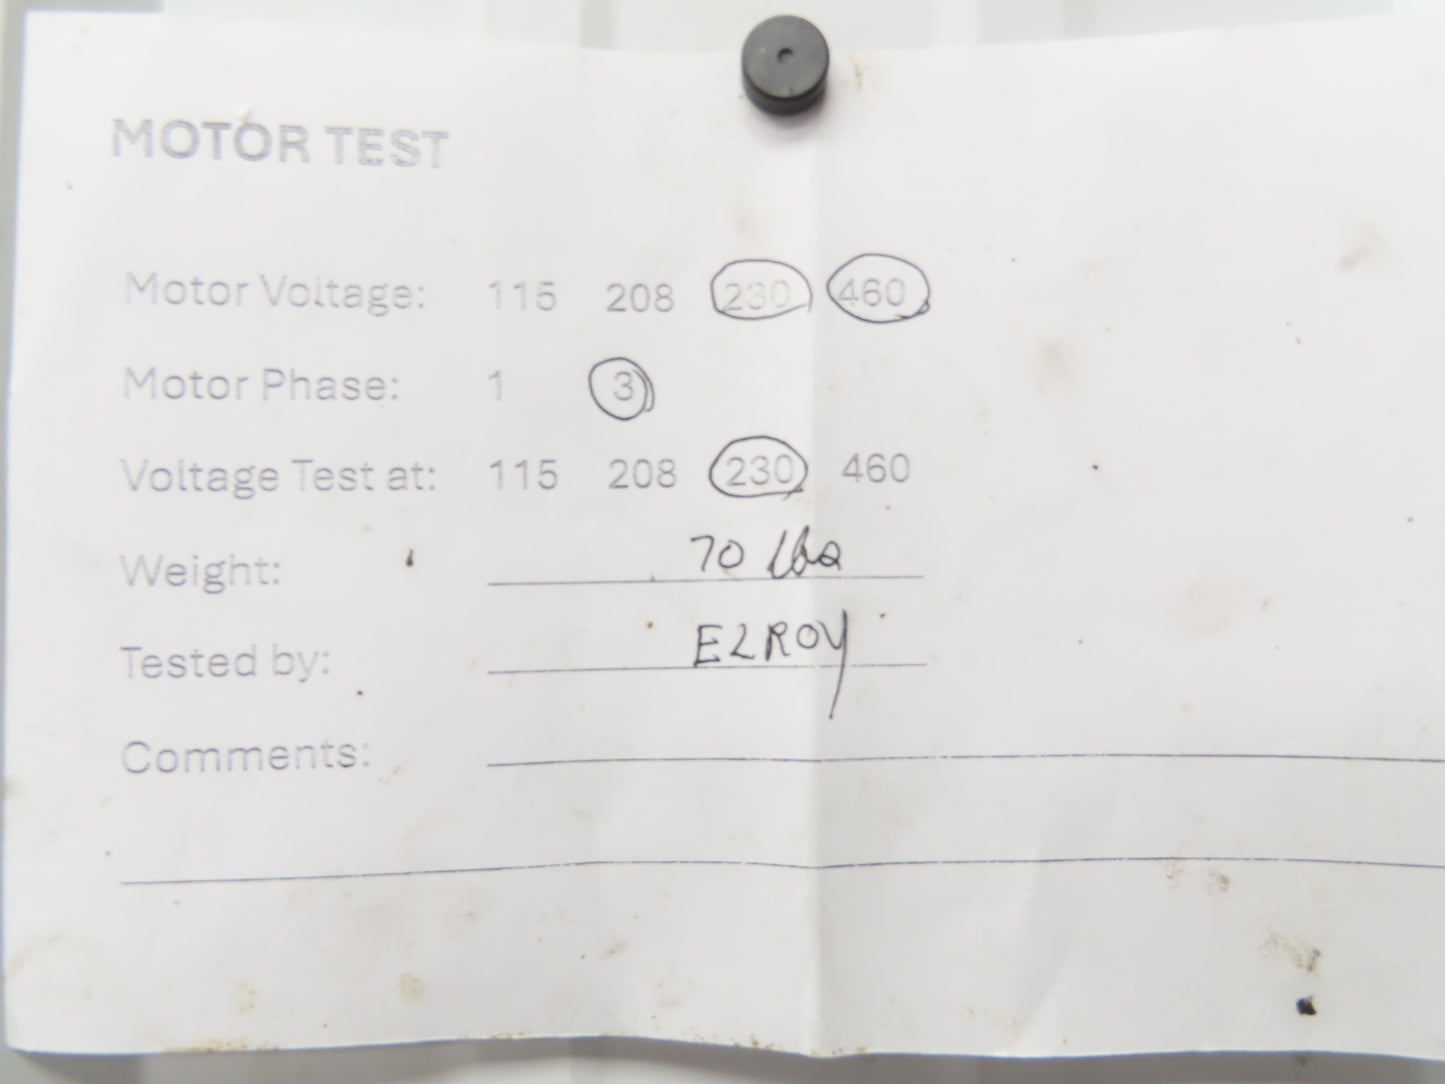 MOTOR TEST
Motor Voltage: 115 208 230 460
Motor Phase: 1 3
Voltage Test at: 115 208 230 460
Weight: 70 lbs
Tested by: ELROY
Comments: